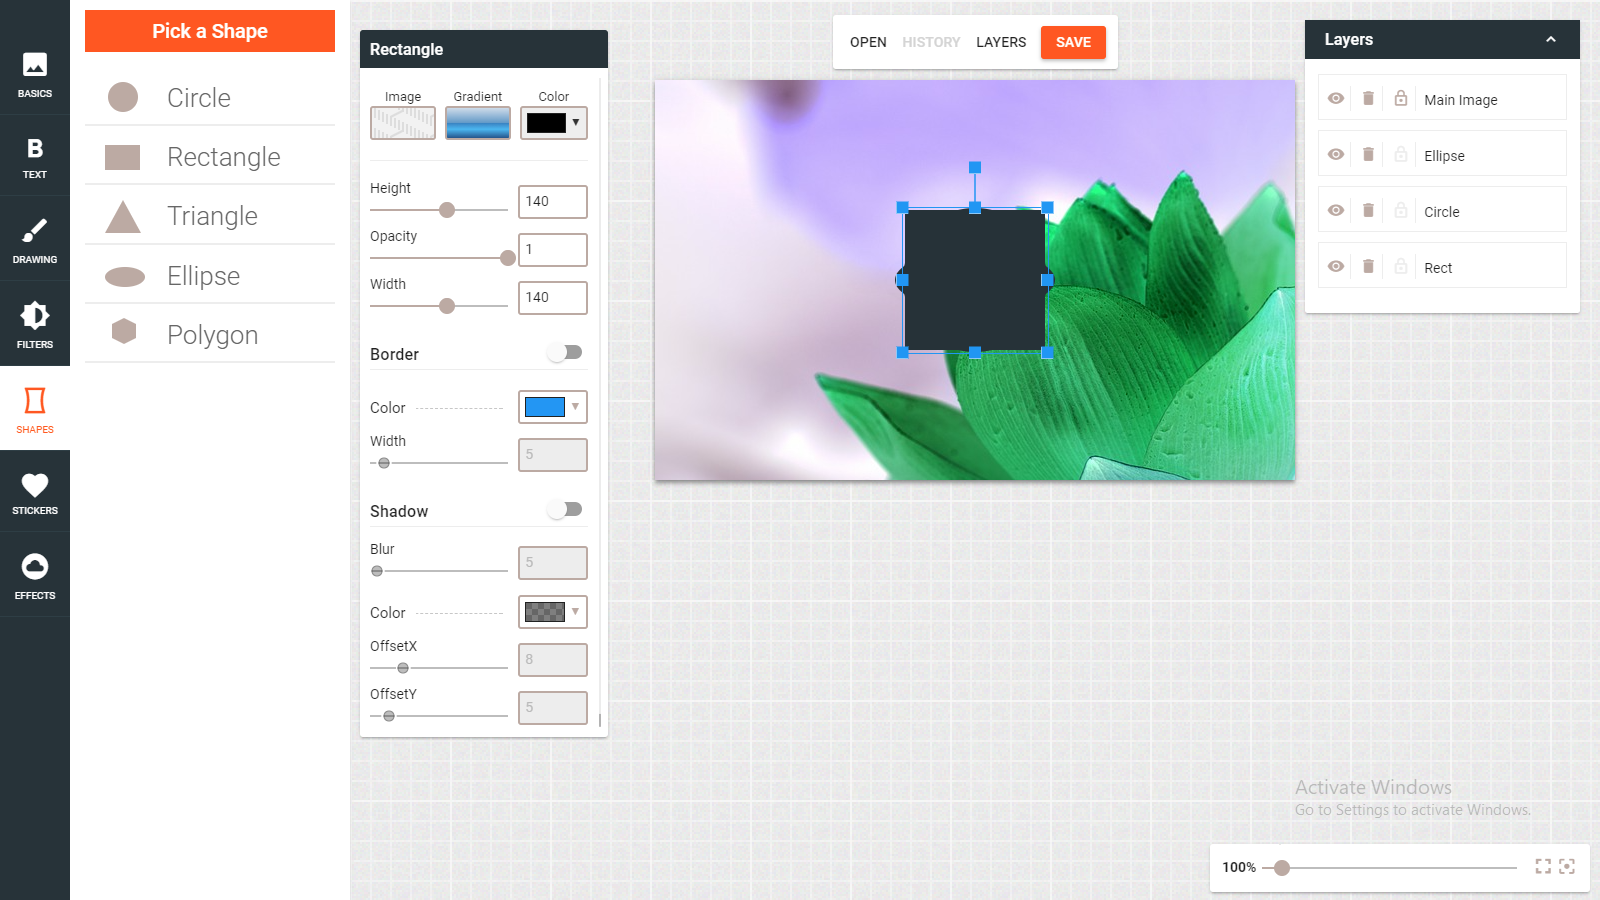 BASICS
TEXT
DRAWING
FILTERS
SHAPES
STICKERS
EFFECTS
Pick a Shape
Circle
Rectangle
Triangle
Ellipse
Polygon
Rectangle
Image Gradient Color
Height
140
Opacity
1
Width
140
Border
Color
Width
5
Shadow
Blur
5
Color
OffsetX
8
OffsetY
5
OPEN HISTORY LAYERS SAVE
Layers
Main Image
Ellipse
Circle
Rect
Activate Windows
Go to Settings to activate Windows.
100%